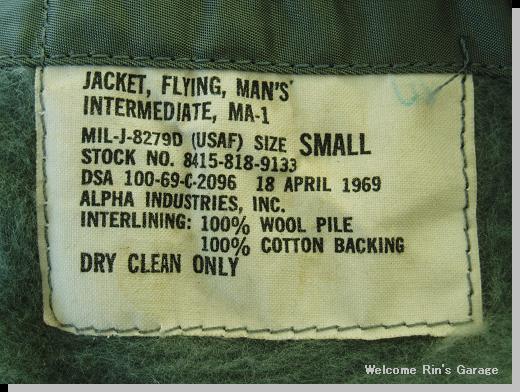 JACKET, FLYING, MAN'S
INTERMEDIATE, MA-1
MIL-J-8279D (USAF) SIZE SMALL
STOCK NO. 8415-818-9133
DSA 100-69-C-2096 18 APRIL 1969
ALPHA INDUSTRIES, INC.
INTERLINING: 100% WOOL PILE
100% COTTON BACKING
DRY CLEAN ONLY
Welcome Rin's Garage